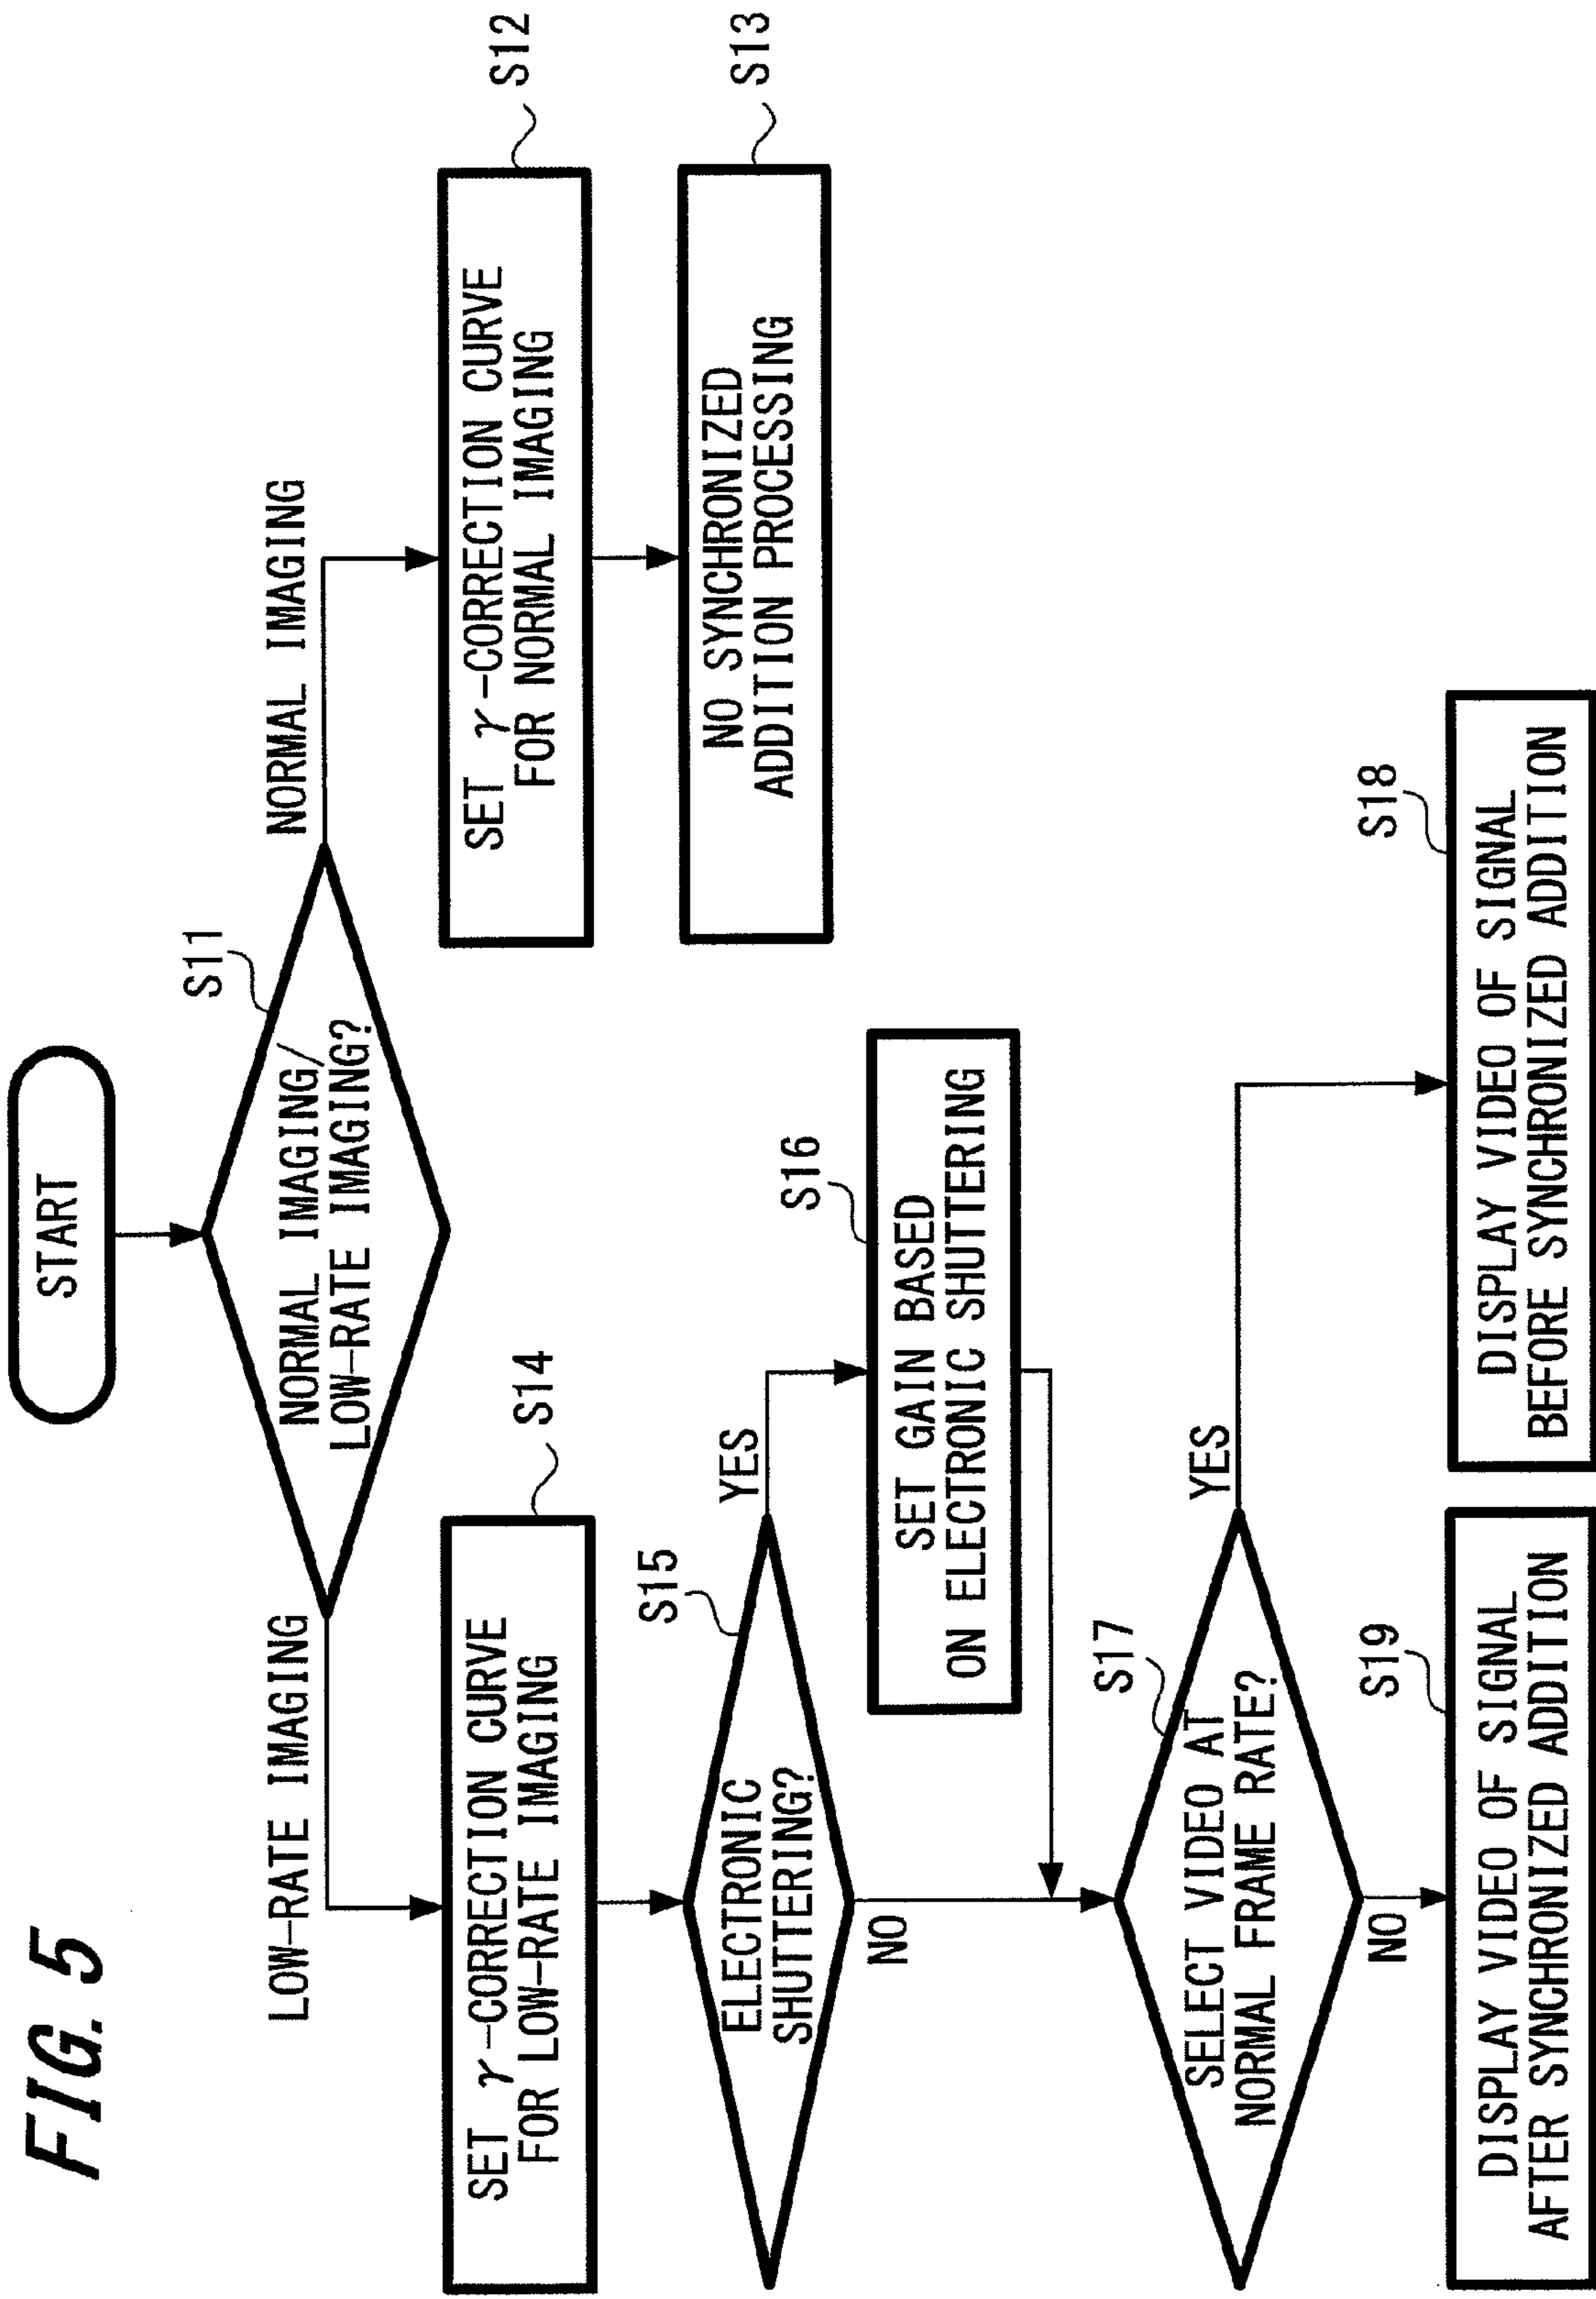 FIG. 5
START
S11
NORMAL IMAGING/
LOW-RATE IMAGING?
LOW-RATE IMAGING
NORMAL IMAGING
S14
SET γ-CORRECTION CURVE
FOR LOW-RATE IMAGING
S12
SET γ-CORRECTION CURVE
FOR NORMAL IMAGING
S15
ELECTRONIC
SHUTTERING?
YES
NO
S13
NO SYNCHRONIZED
ADDITION PROCESSING
S16
SET GAIN BASED
ON ELECTRONIC SHUTTERING
S17
SELECT VIDEO AT
NORMAL FRAME RATE?
YES
NO
S19
DISPLAY VIDEO OF SIGNAL
AFTER SYNCHRONIZED ADDITION
S18
DISPLAY VIDEO OF SIGNAL
BEFORE SYNCHRONIZED ADDITION